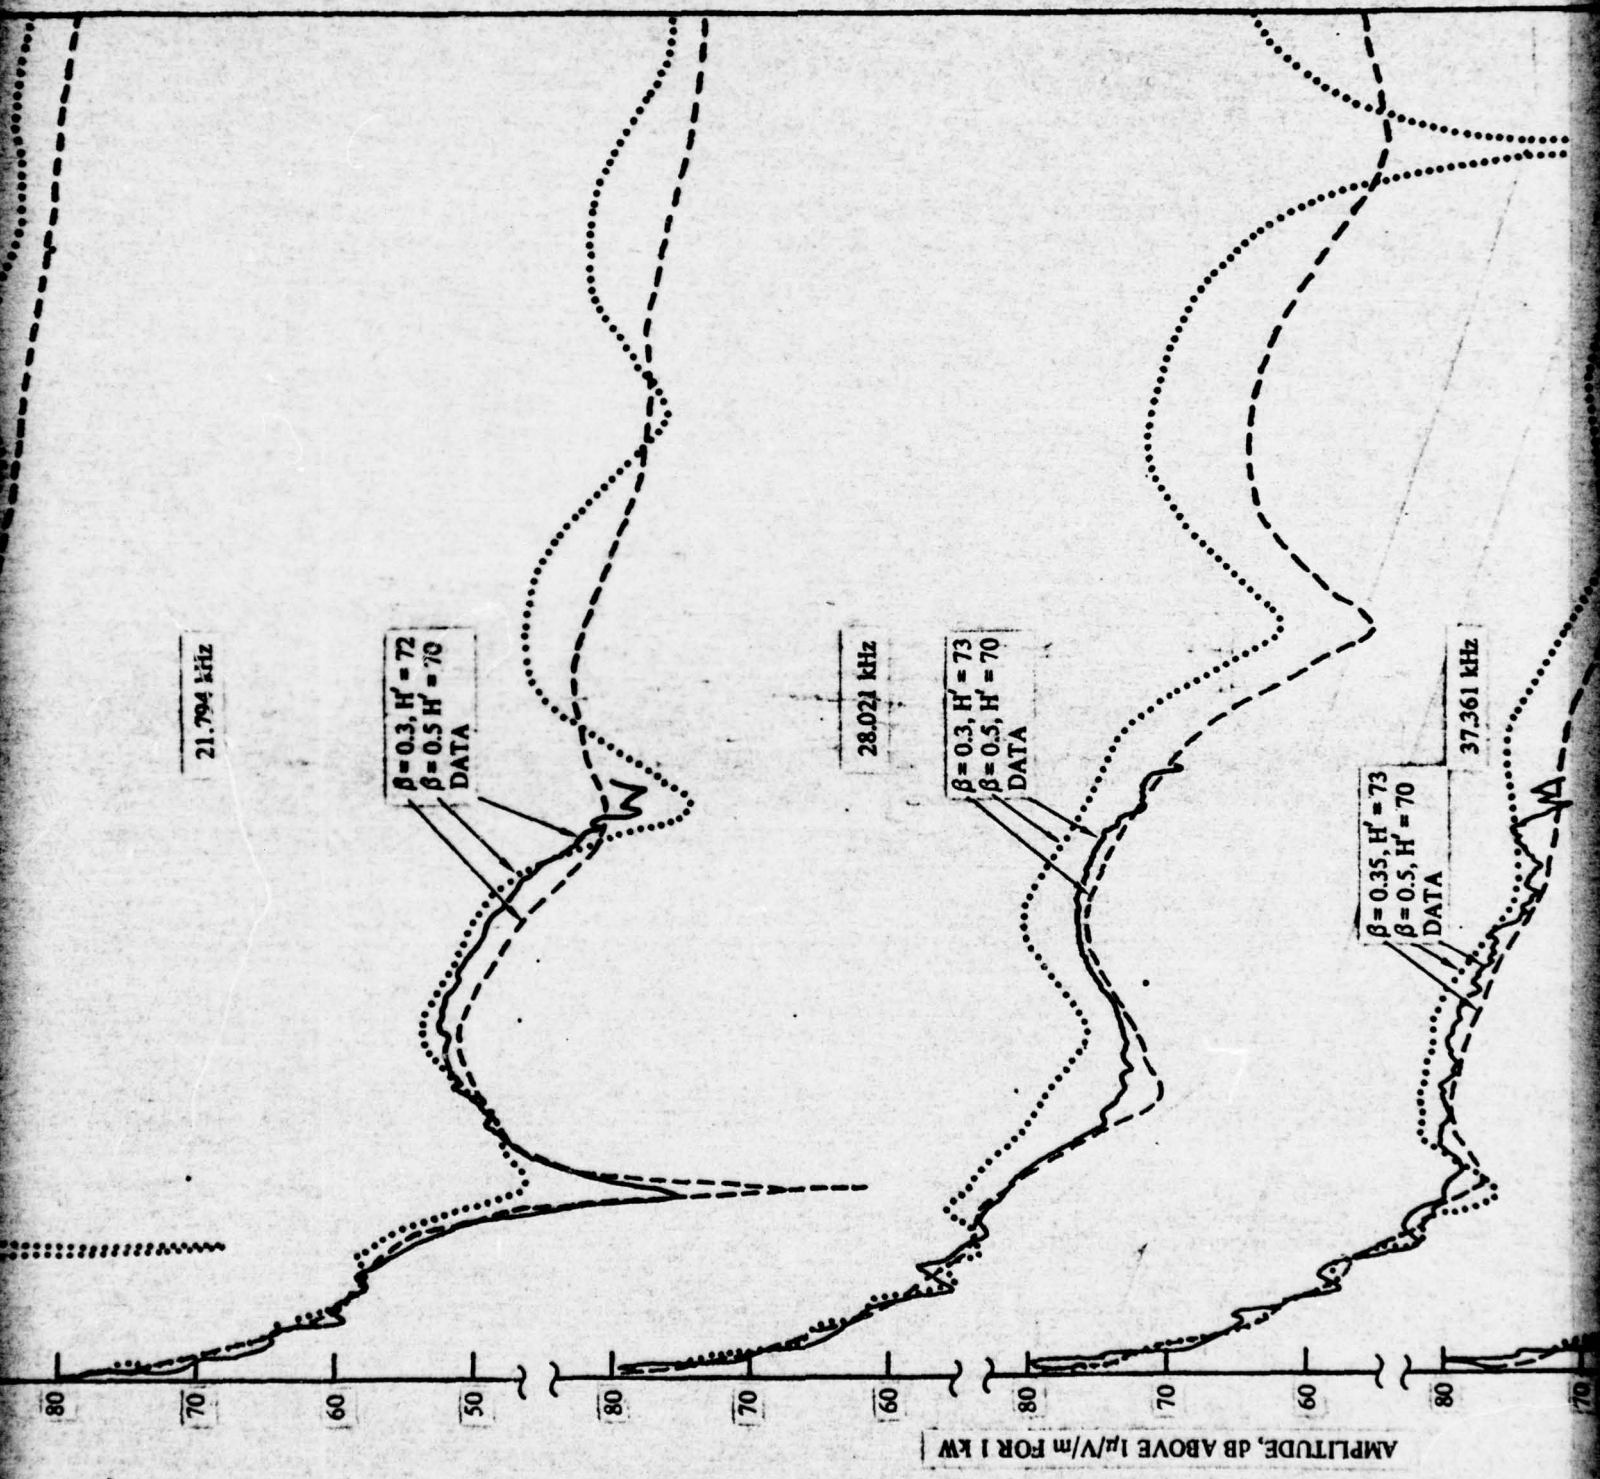 21.794 kHz
β = 0.3, H' = 72
β = 0.5 H' = 70
DATA
28.021 kHz
β = 0.3, H' = 73
β = 0.5, H' = 70
DATA
37.361 kHz
β = 0.35, H' = 73
β = 0.5, H' = 70
DATA
80
70
60
50
80
70
60
80
70
60
80
70
AMPLITUDE, dB ABOVE 1μ/V/m FOR 1 kW